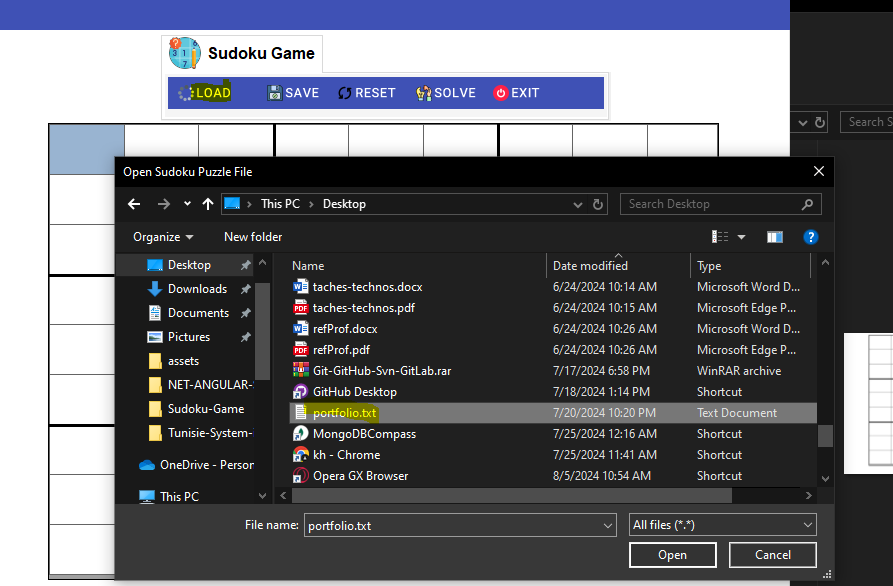 Sudoku Game
LOAD SAVE RESET SOLVE EXIT
Search S
Open Sudoku Puzzle File
This PC > Desktop
Search Desktop
Organize New folder
Name Date modified Type
Desktop
Downloads
Documents
Pictures
assets
NET-ANGULAR-
Sudoku-Game
Tunisie-System-
OneDrive - Person
This PC
taches-technos.docx 6/24/2024 10:14 AM Microsoft Word D...
taches-technos.pdf 6/24/2024 10:15 AM Microsoft Edge P...
refProf.docx 6/24/2024 10:26 AM Microsoft Word D...
refProf.pdf 6/24/2024 10:26 AM Microsoft Edge P...
Git-GitHub-Svn-GitLab.rar 7/17/2024 6:58 PM WinRAR archive
GitHub Desktop 7/18/2024 1:14 PM Shortcut
portfolio.txt 7/20/2024 10:20 PM Text Document
MongoDBCompass 7/25/2024 12:16 AM Shortcut
kh - Chrome 7/25/2024 11:41 AM Shortcut
Opera GX Browser 8/5/2024 10:54 AM Shortcut
File name: portfolio.txt All files (*.*)
Open Cancel